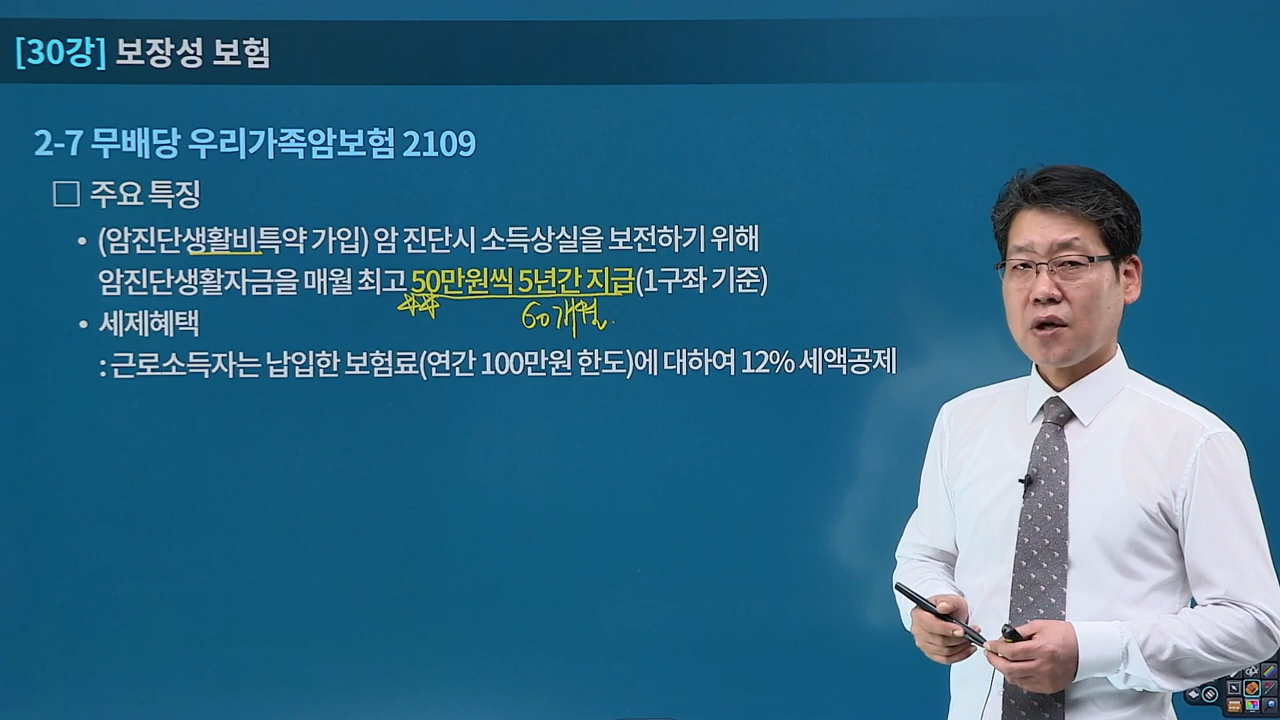 [30강] 보장성 보험
2-7 무배당 우리가족암보험 2109
□ 주요 특징
• (암진단생활비특약 가입) 암 진단시 소득상실을 보전하기 위해
암진단생활자금을 매월 최고 50만원씩 5년간 지급(1구좌 기준)
60개월.
• 세제혜택
: 근로소득자는 납입한 보험료(연간 100만원 한도)에 대하여 12% 세액공제